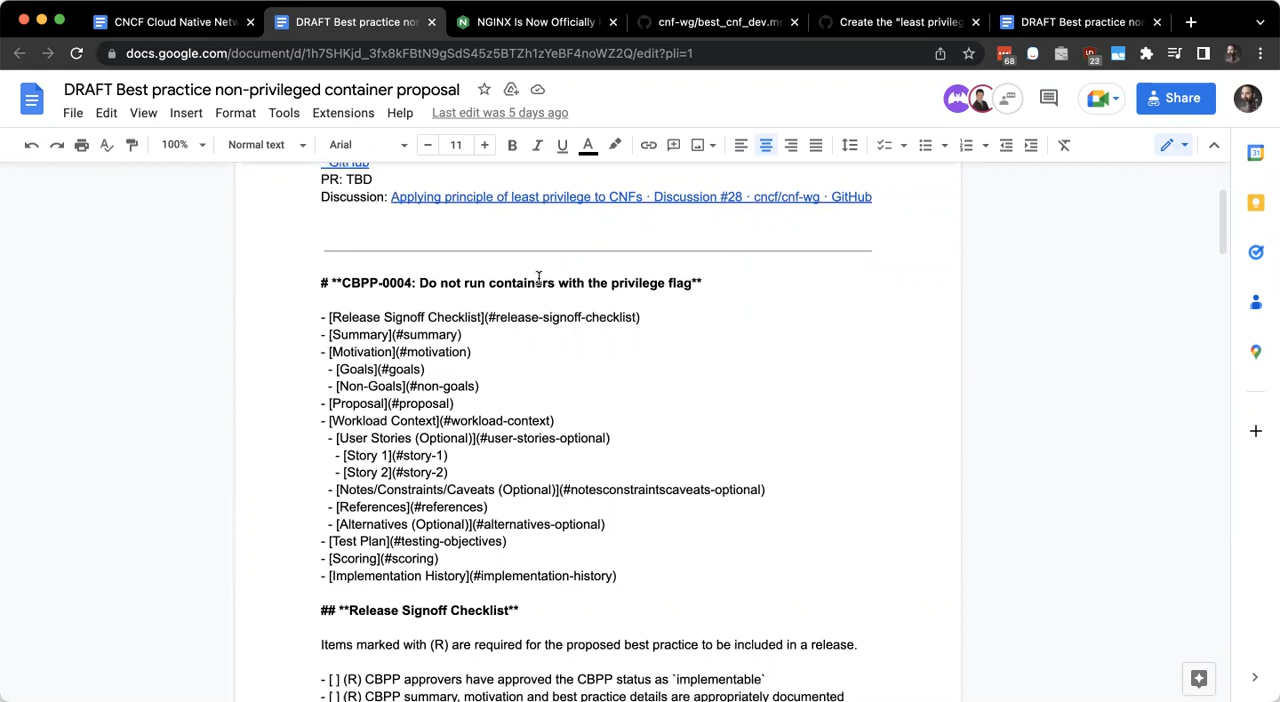 CNCF Cloud Native Netwo
DRAFT Best practice non-
NGINX Is Now Officially
cnf-wg/best_cnf_dev.m
Create the "least privileg
DRAFT Best practice non-
docs.google.com/document/d/1h7SHKjd_3fx8kFBtN9gSdS45z5BTZh1zYeBF4noWZ2Q/edit?pli=1
68
23
DRAFT Best practice non-privileged container proposal
File Edit View Insert Format Tools Extensions Help Last edit was 5 days ago
Share
100% Normal text Arial 11
GitHub
PR: TBD
Discussion: Applying principle of least privilege to CNFs · Discussion #28 · cncf/cnf-wg · GitHub
# **CBPP-0004: Do not run containers with the privilege flag**
- [Release Signoff Checklist](#release-signoff-checklist)
- [Summary](#summary)
- [Motivation](#motivation)
- [Goals](#goals)
- [Non-Goals](#non-goals)
- [Proposal](#proposal)
- [Workload Context](#workload-context)
- [User Stories (Optional)](#user-stories-optional)
- [Story 1](#story-1)
- [Story 2](#story-2)
- [Notes/Constraints/Caveats (Optional)](#notesconstraintscaveats-optional)
- [References](#references)
- [Alternatives (Optional)](#alternatives-optional)
- [Test Plan](#testing-objectives)
- [Scoring](#scoring)
- [Implementation History](#implementation-history)
## **Release Signoff Checklist**
Items marked with (R) are required for the proposed best practice to be included in a release.
- [ ] (R) CBPP approvers have approved the CBPP status as `implementable`
- [ ] (R) CBPP summary, motivation and best practice details are appropriately documented